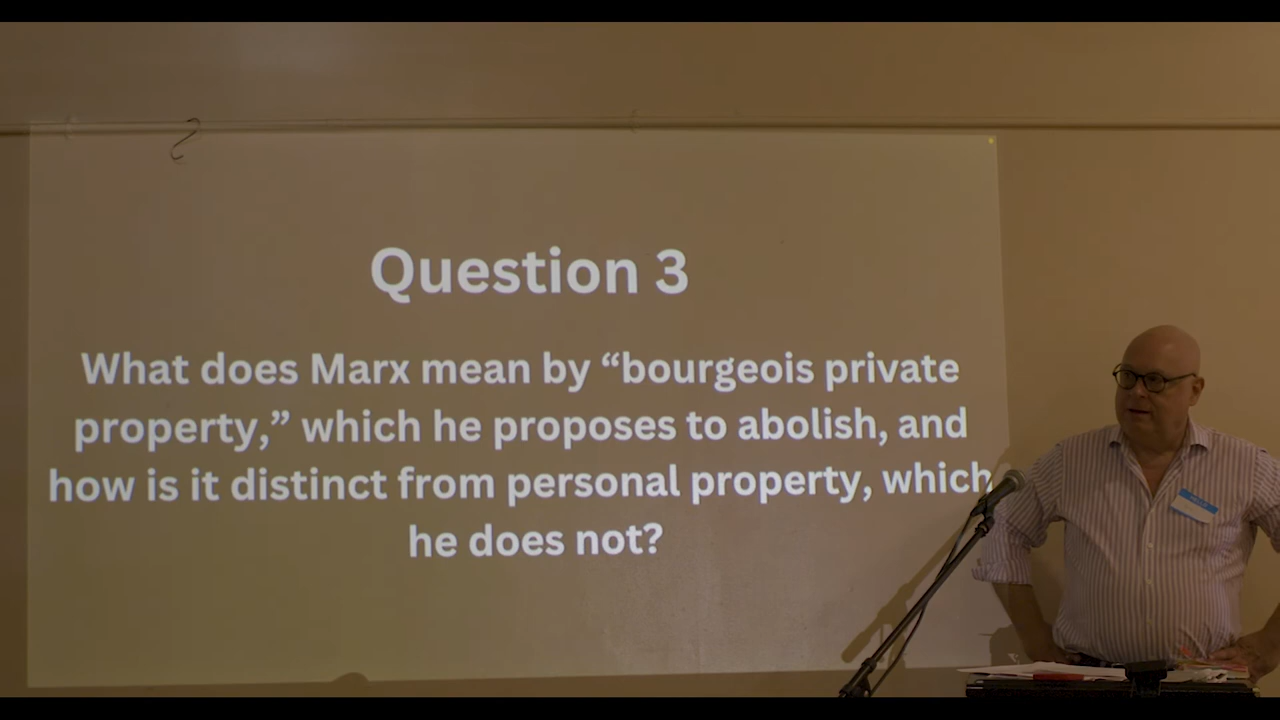 Question 3
What does Marx mean by “bourgeois private
property,” which he proposes to abolish, and
how is it distinct from personal property, which
he does not?